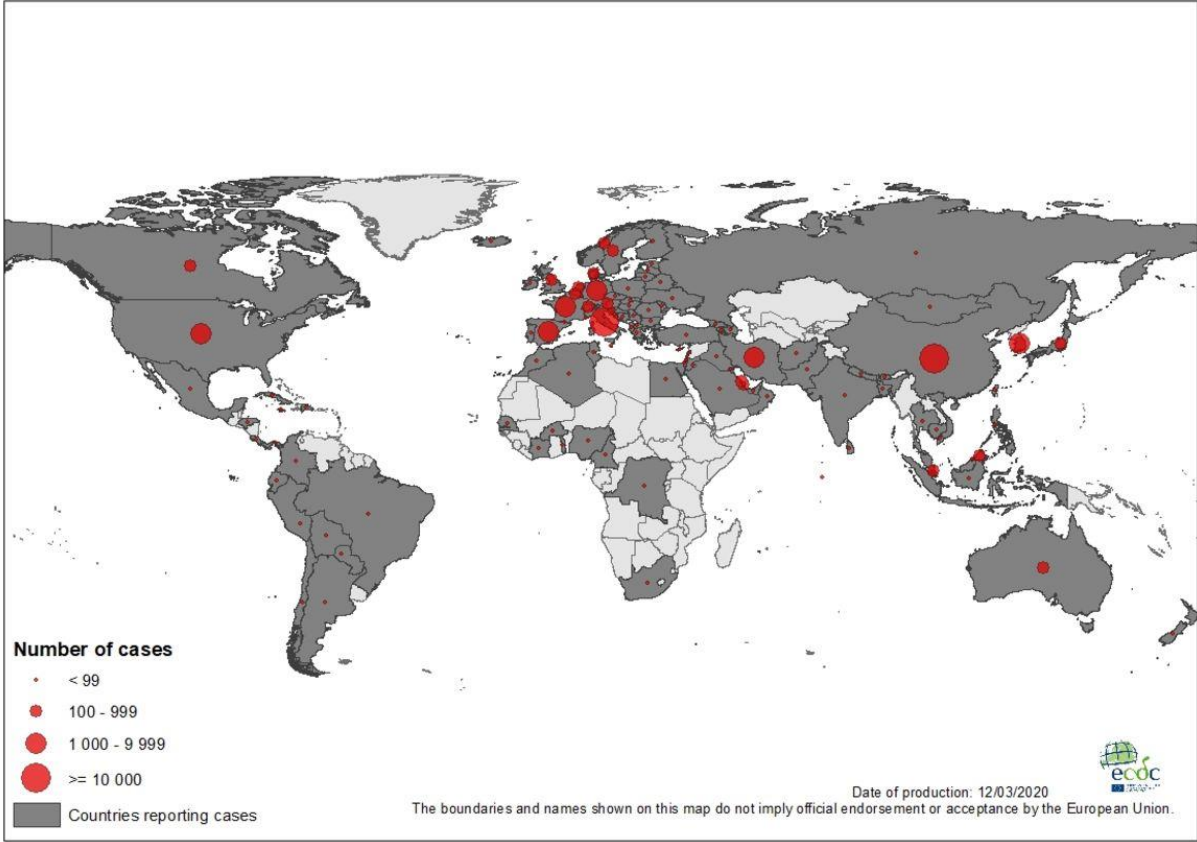 Number of cases
< 99
100 - 999
1 000 - 9 999
>= 10 000
Countries reporting cases
ecdc
Date of production: 12/03/2020
The boundaries and names shown on this map do not imply official endorsement or acceptance by the European Union.